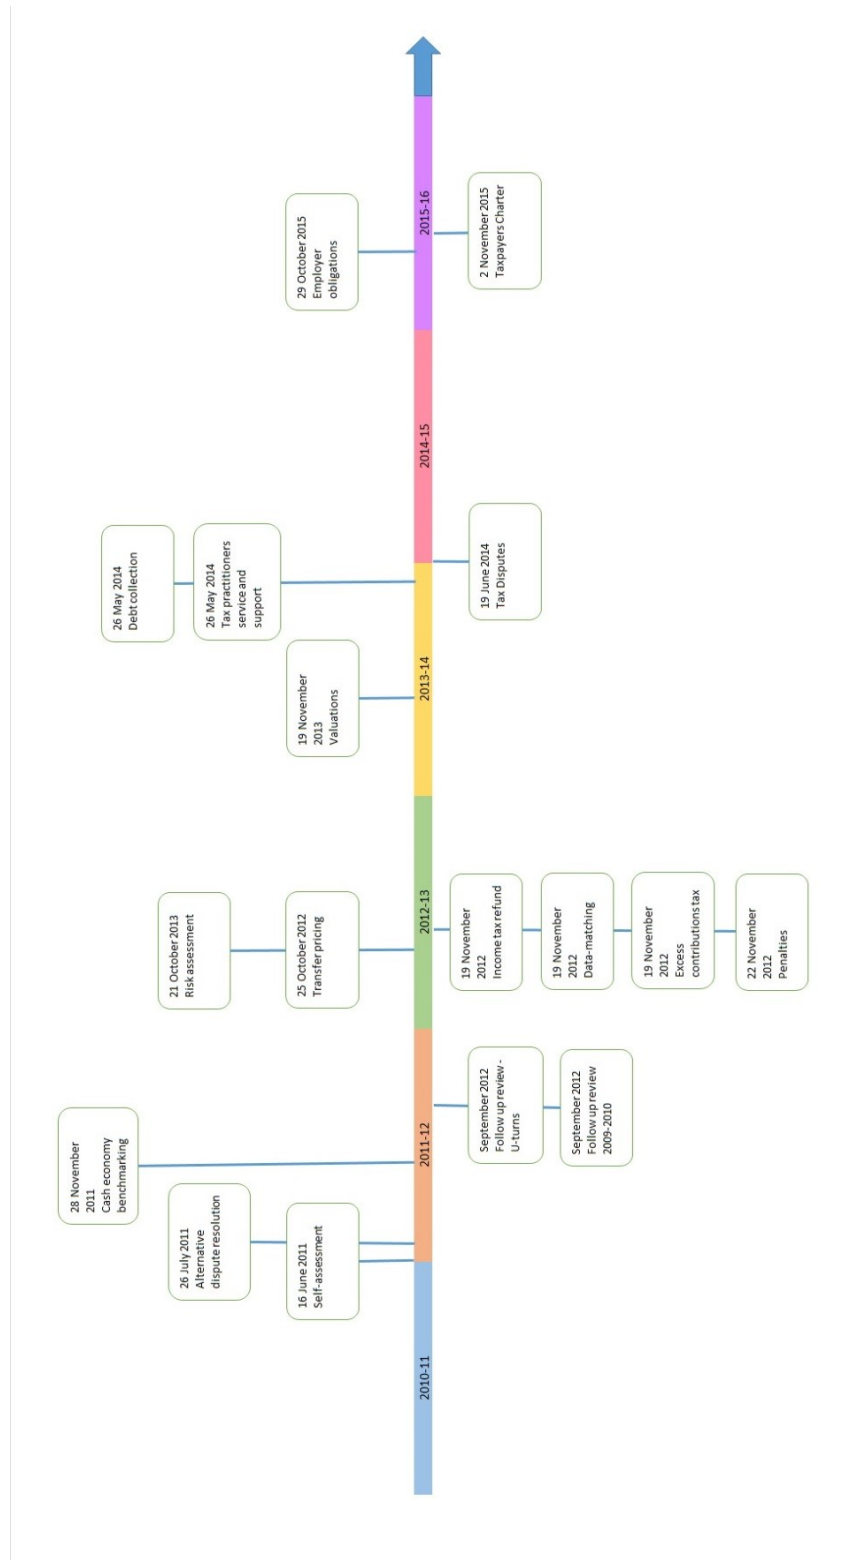 28 November
2011
Cash economy
benchmarking
26 July 2011
Alternative
dispute resolution
16 June 2011
Self-assessment
21 October 2013
Risk assessment
25 October 2012
Transfer pricing
19 November
2013
Valuations
26 May 2014
Debt collection
26 May 2014
Tax practitioners
service and
support
29 October 2015
Employer
obligations
2010-11
2011-12
2012-13
2013-14
2014-15
2015-16
September 2012
Follow up review -
U-turns
September 2012
Follow up review
2009-2010
19 November
2012
Income tax refund
19 November
2012
Data-matching
19 November
2012
Excess
contributions tax
22 November
2012
Penalties
19 June 2014
Tax Disputes
2 November 2015
Taxpayers Charter